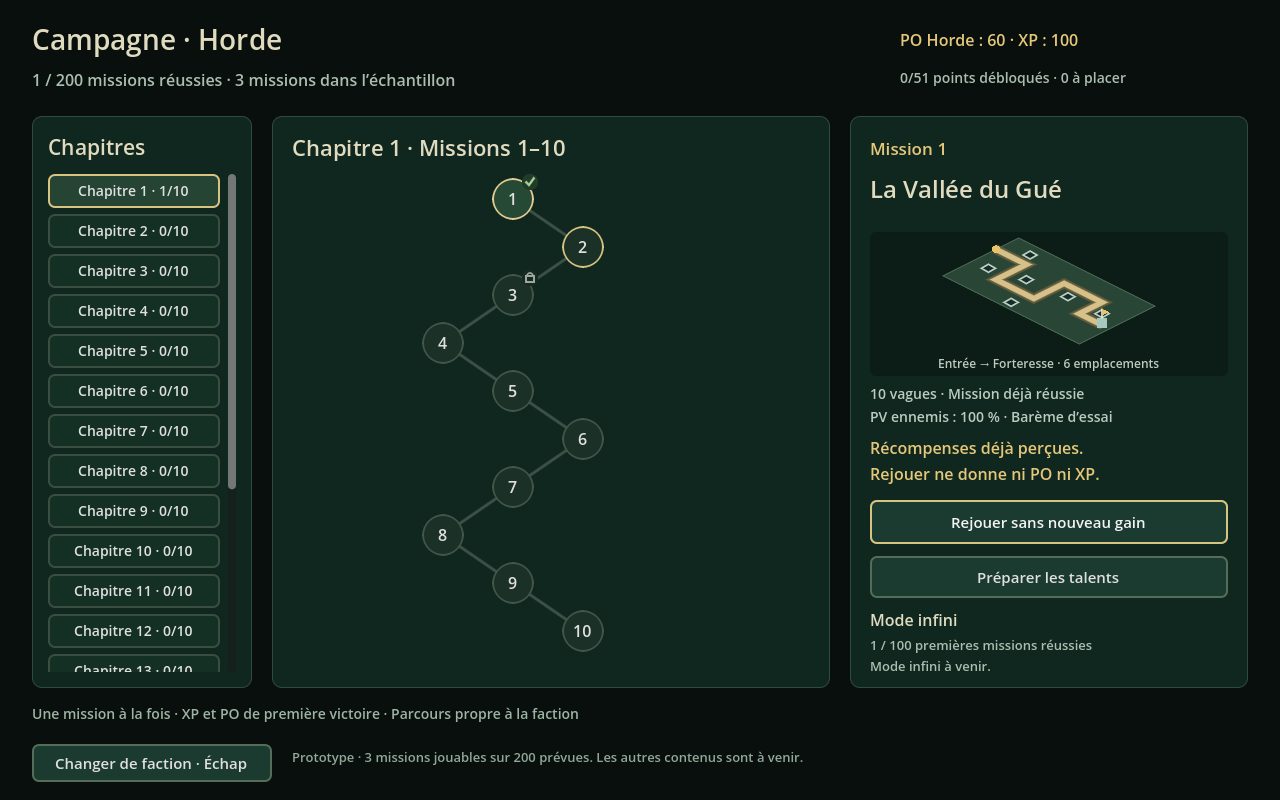 Campagne · Horde
1 / 200 missions réussies · 3 missions dans l’échantillon
PO Horde : 60 · XP : 100
0/51 points débloqués · 0 à placer
Chapitres
Chapitre 1 · 1/10
Chapitre 2 · 0/10
Chapitre 3 · 0/10
Chapitre 4 · 0/10
Chapitre 5 · 0/10
Chapitre 6 · 0/10
Chapitre 7 · 0/10
Chapitre 8 · 0/10
Chapitre 9 · 0/10
Chapitre 10 · 0/10
Chapitre 11 · 0/10
Chapitre 12 · 0/10
Chapitre 13 · 0/10
Chapitre 1 · Missions 1–10
1
2
3
4
5
6
7
8
9
10
Mission 1
La Vallée du Gué
Entrée → Forteresse · 6 emplacements
10 vagues · Mission déjà réussie
PV ennemis : 100 % · Barème d’essai
Récompenses déjà perçues.
Rejouer ne donne ni PO ni XP.
Rejouer sans nouveau gain
Préparer les talents
Mode infini
1 / 100 premières missions réussies
Mode infini à venir.
Une mission à la fois · XP et PO de première victoire · Parcours propre à la faction
Changer de faction · Échap
Prototype · 3 missions jouables sur 200 prévues. Les autres contenus sont à venir.